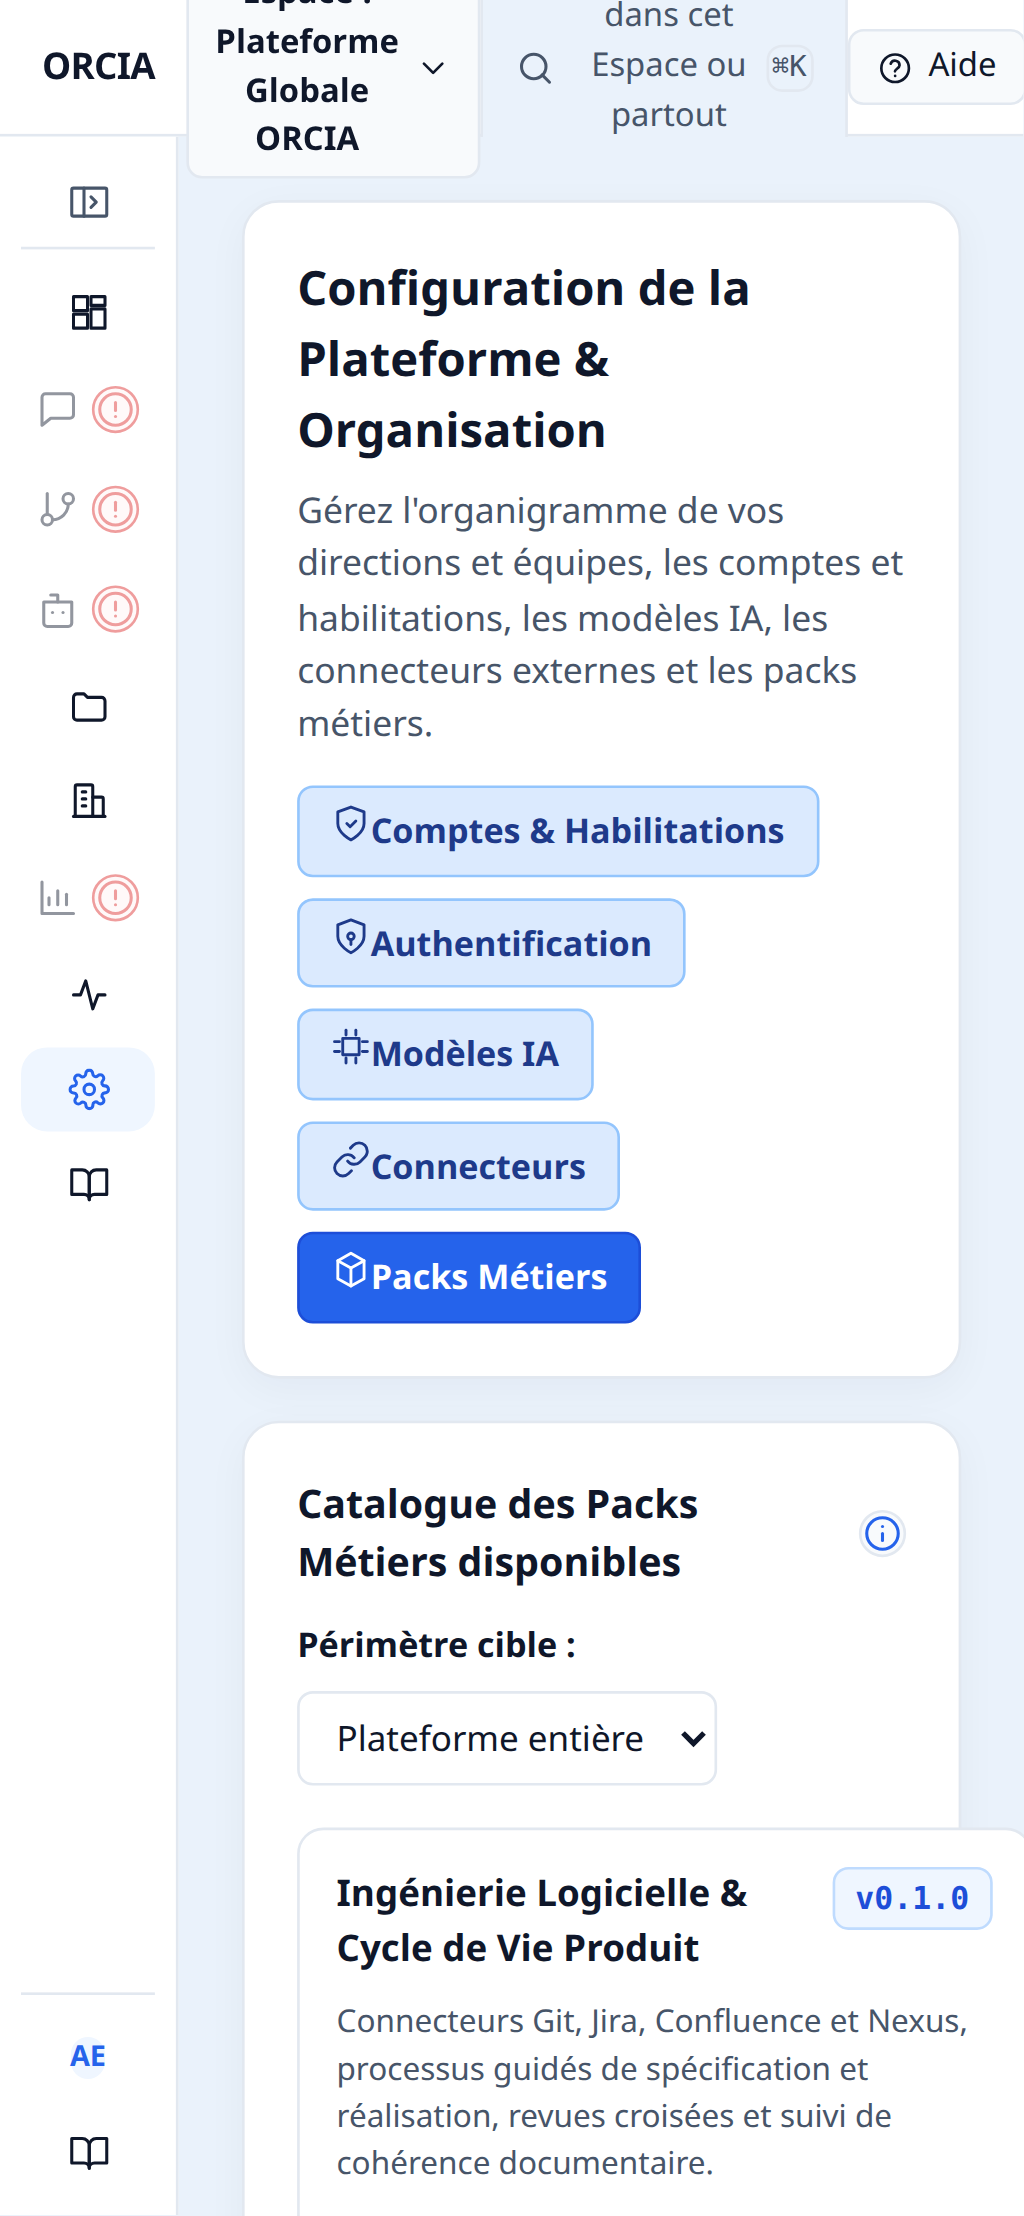 ORCIA
Espace :
Plateforme
Globale
ORCIA
dans cet
Espace ou
partout
⌘K
Aide
Configuration de la
Plateforme &
Organisation
Gérez l'organigramme de vos
directions et équipes, les comptes et
habilitations, les modèles IA, les
connecteurs externes et les packs
métiers.
Comptes & Habilitations
Authentification
Modèles IA
Connecteurs
Packs Métiers
Catalogue des Packs
Métiers disponibles
Périmètre cible :
Plateforme entière
Ingénierie Logicielle &
Cycle de Vie Produit
v0.1.0
Connecteurs Git, Jira, Confluence et Nexus,
processus guidés de spécification et
réalisation, revues croisées et suivi de
cohérence documentaire.
AE